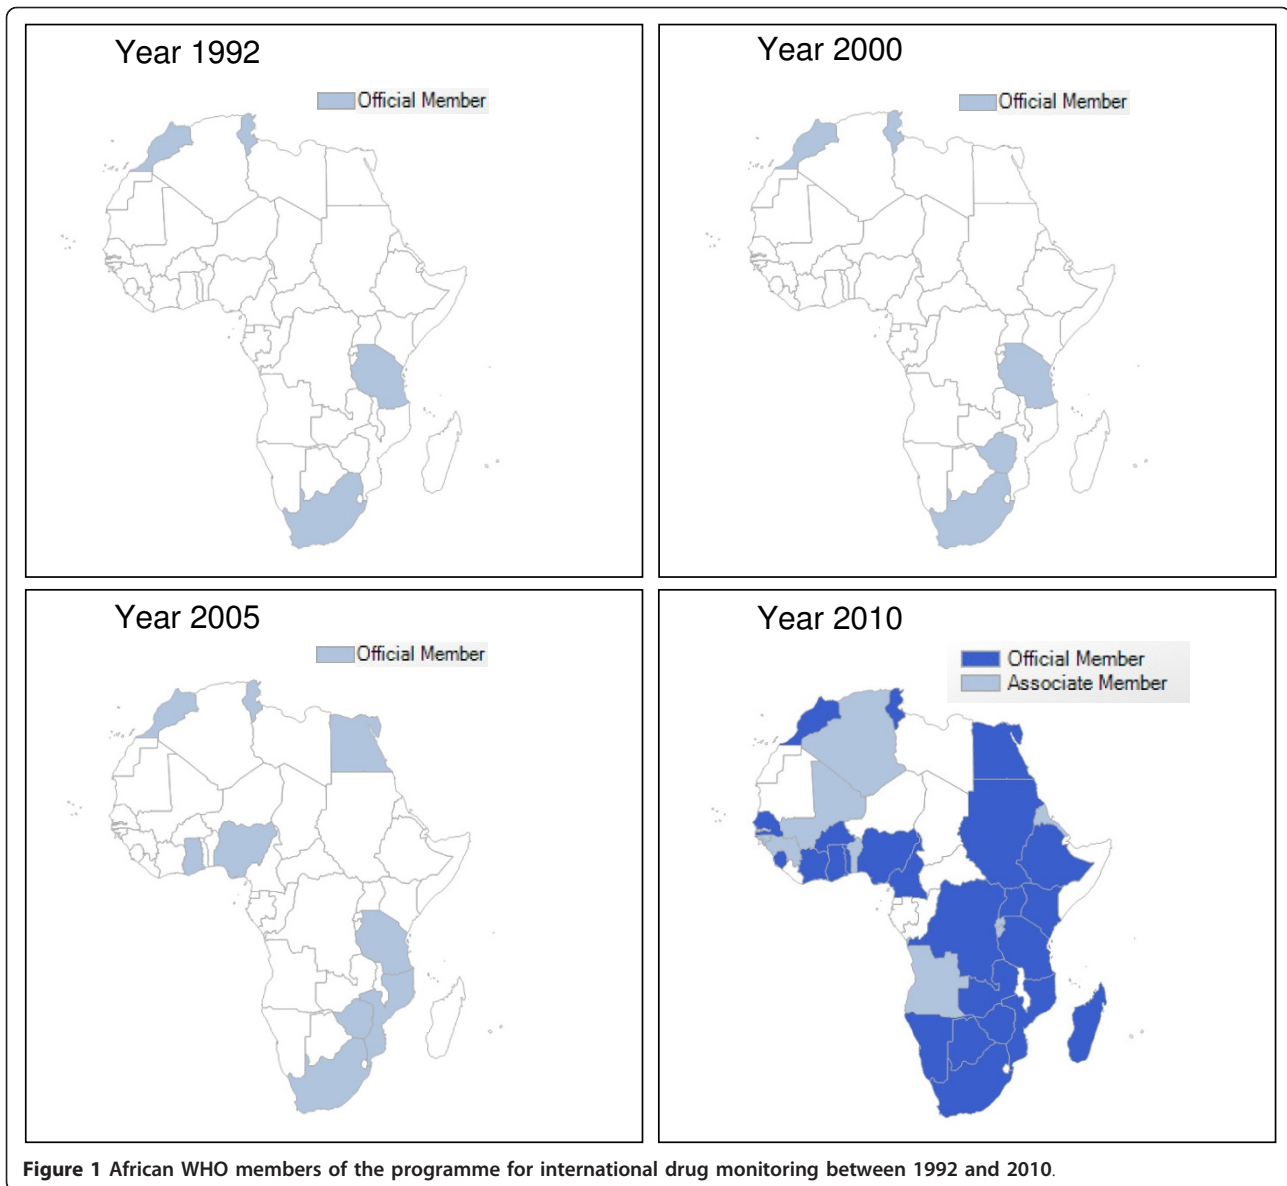 Year 1992
Official Member
Year 2000
Official Member
Year 2005
Official Member
Year 2010
Official Member
Associate Member
Figure 1 African WHO members of the programme for international drug monitoring between 1992 and 2010.